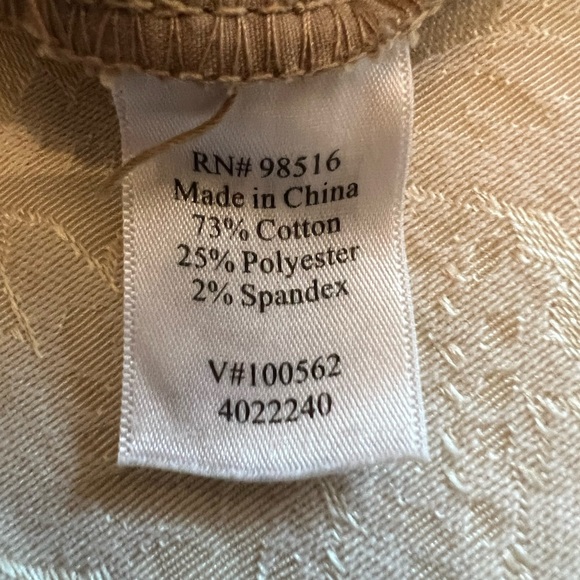 RN# 98516
Made in China
73% Cotton
25% Polyester
2% Spandex
V#100562
4022240